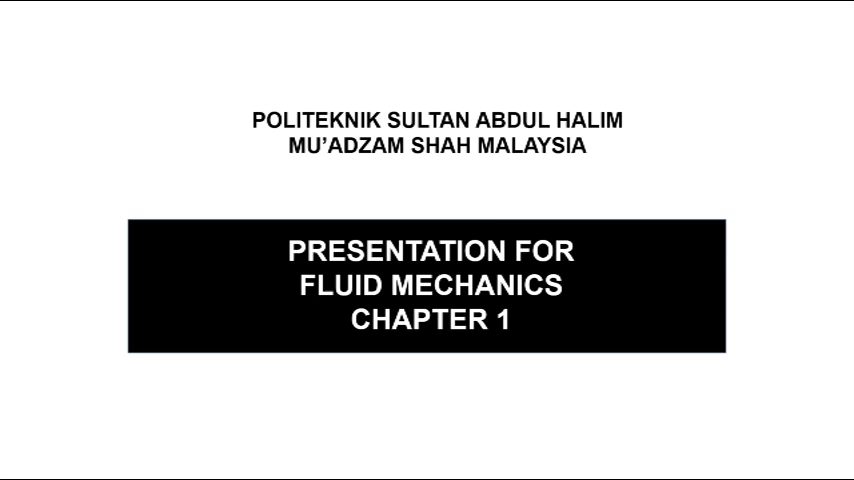 POLITEKNIK SULTAN ABDUL HALIM
MU’ADZAM SHAH MALAYSIA
PRESENTATION FOR
FLUID MECHANICS
CHAPTER 1